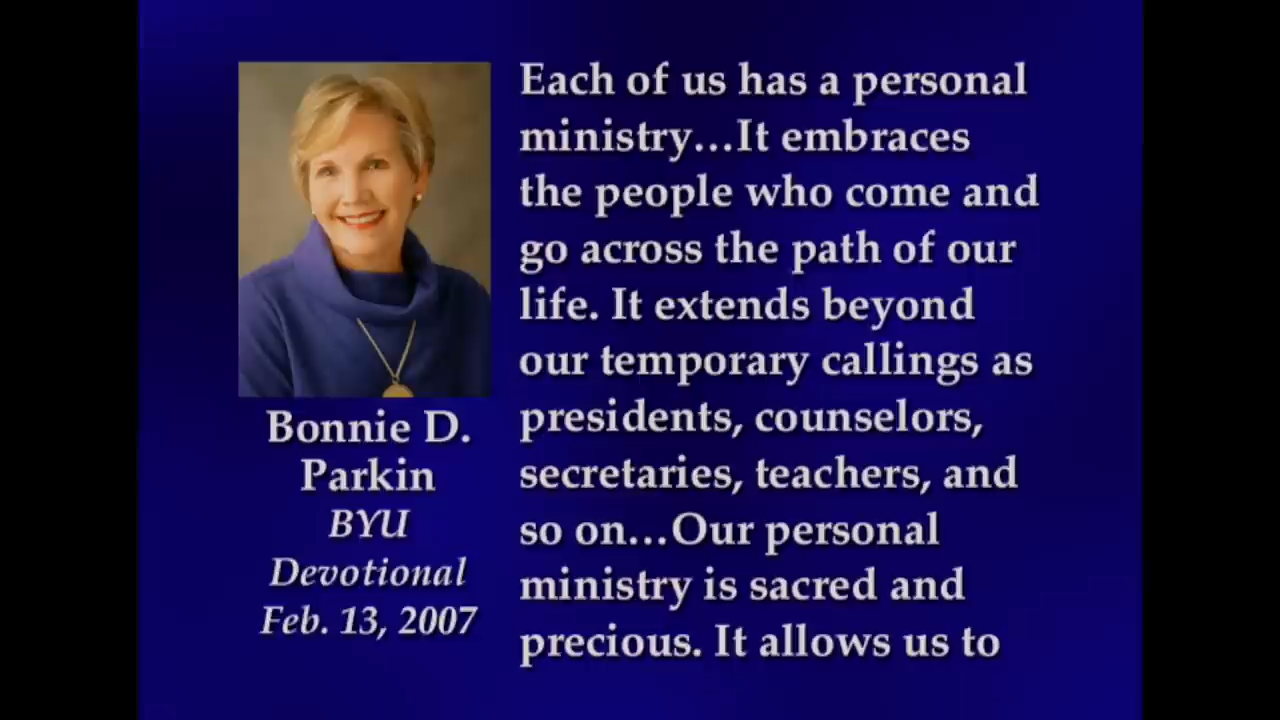 Each of us has a personal
ministry...It embraces
the people who come and
go across the path of our
life. It extends beyond
our temporary callings as
presidents, counselors,
secretaries, teachers, and
so on...Our personal
ministry is sacred and
precious. It allows us to
Bonnie D.
Parkin
BYU
Devotional
Feb. 13, 2007